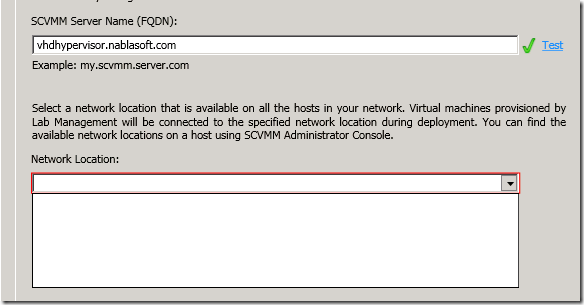 SCVMM Server Name (FQDN):
vhdhypervisor.nablasoft.com
Test
Example: my.scvmm.server.com
Select a network location that is available on all the hosts in your network. Virtual machines provisioned by
Lab Management will be connected to the specified network location during deployment. You can find the
available network locations on a host using SCVMM Administrator Console.
Network Location: